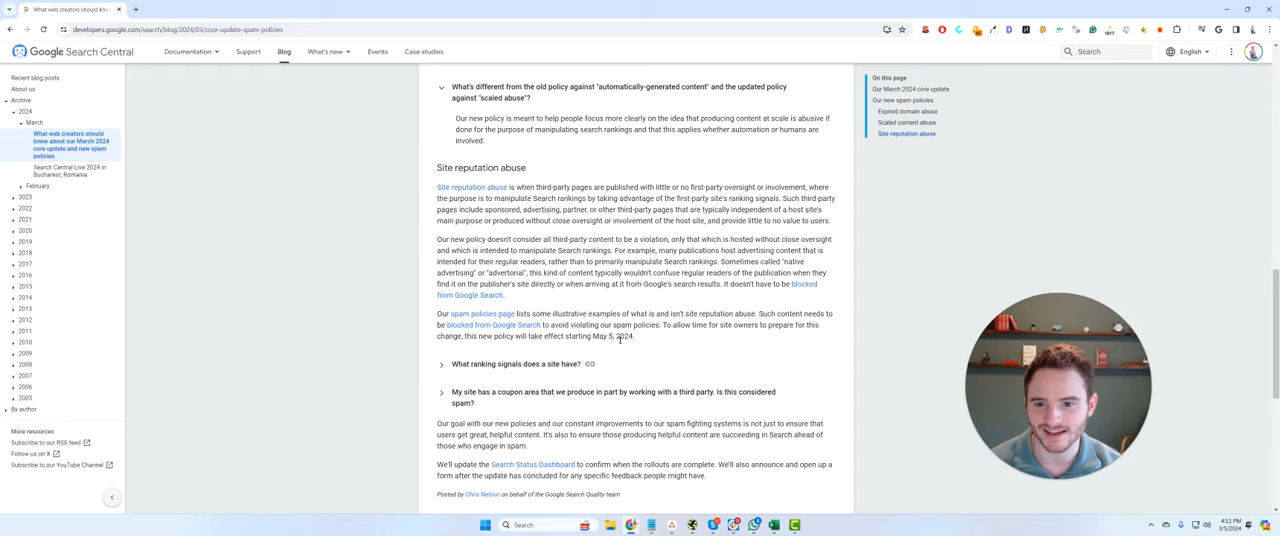 What web creators should kno
developers.google.com/search/blog/2024/03/core-update-spam-policies
Google Search Central
Documentation
Support
Blog
What's new
Events
Case studies
Search
English
Recent blog posts
About us
Archive
2024
March
What web creators should
know about our March 2024
core update and new spam
policies
Search Central Live 2024 in
Bucharest, Romania
February
2023
2022
2021
2020
2019
2018
2017
2016
2015
2014
2013
2012
2011
2010
2009
2008
2007
2006
2005
By author
More resources
Subscribe to our RSS feed
Follow us on X
Subscribe to our YouTube Channel
What's different from the old policy against "automatically-generated content" and the updated policy
against "scaled abuse"?
Our new policy is meant to help people focus more clearly on the idea that producing content at scale is abusive if
done for the purpose of manipulating search rankings and that this applies whether automation or humans are
involved.
Site reputation abuse
Site reputation abuse is when third-party pages are published with little or no first-party oversight or involvement, where
the purpose is to manipulate Search rankings by taking advantage of the first-party site's ranking signals. Such third-party
pages include sponsored, advertising, partner, or other third-party pages that are typically independent of a host site's
main purpose or produced without close oversight or involvement of the host site, and provide little to no value to users.
Our new policy doesn't consider all third-party content to be a violation, only that which is hosted without close oversight
and which is intended to manipulate Search rankings. For example, many publications host advertising content that is
intended for their regular readers, rather than to primarily manipulate Search rankings. Sometimes called "native
advertising" or "advertorial", this kind of content typically wouldn't confuse regular readers of the publication when they
find it on the publisher's site directly or when arriving at it from Google's search results. It doesn't have to be blocked
from Google Search.
Our spam policies page lists some illustrative examples of what is and isn't site reputation abuse. Such content needs to
be blocked from Google Search to avoid violating our spam policies. To allow time for site owners to prepare for this
change, this new policy will take effect starting May 5, 2024.
What ranking signals does a site have?
My site has a coupon area that we produce in part by working with a third party. Is this considered
spam?
Our goal with our new policies and our constant improvements to our spam fighting systems is not just to ensure that
users get great, helpful content. It's also to ensure those producing helpful content are succeeding in Search ahead of
those who engage in spam.
We'll update the Search Status Dashboard to confirm when the rollouts are complete. We'll also announce and open up a
form after the update has concluded for any specific feedback people might have.
Posted by Chris Nelson on behalf of the Google Search Quality team
On this page
Our March 2024 core update
Our new spam policies
Expired domain abuse
Scaled content abuse
Site reputation abuse
Search
4:12 PM
3/5/2024